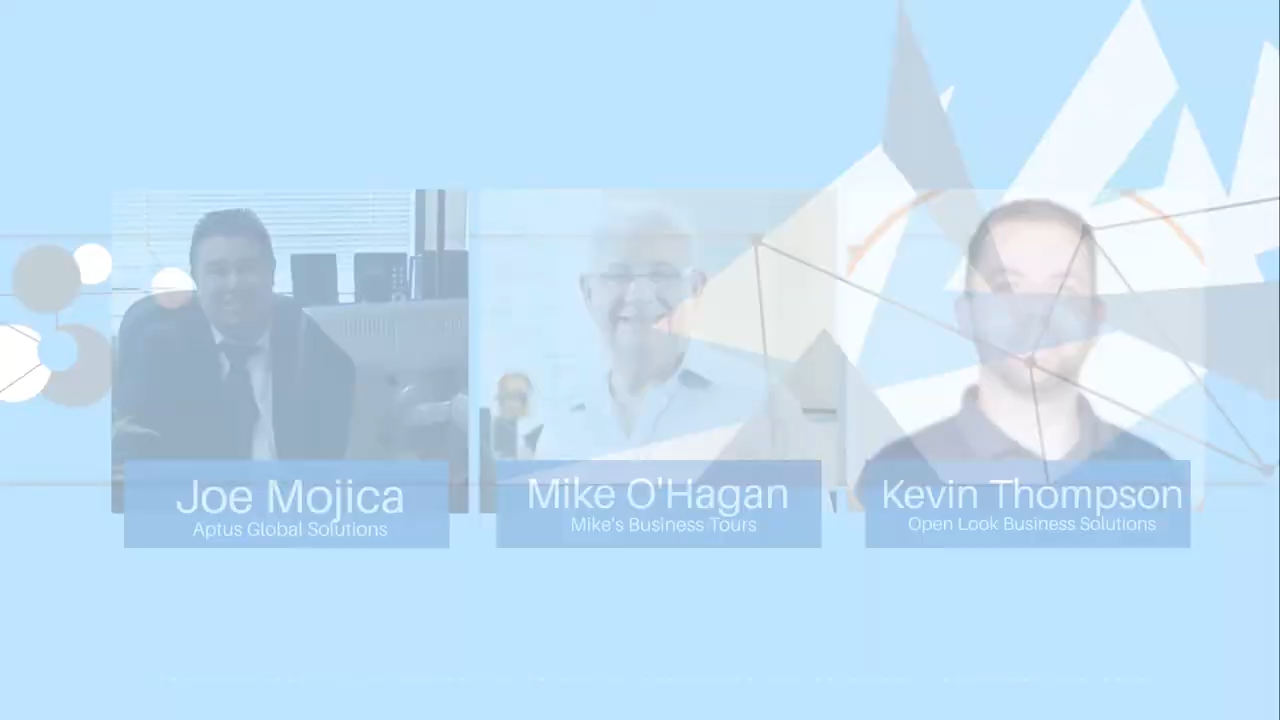 Joe Mojica
Aptus Global Solutions
Mike O'Hagan
Mike's Business Tours
Kevin Thompson
Open Look Business Solutions